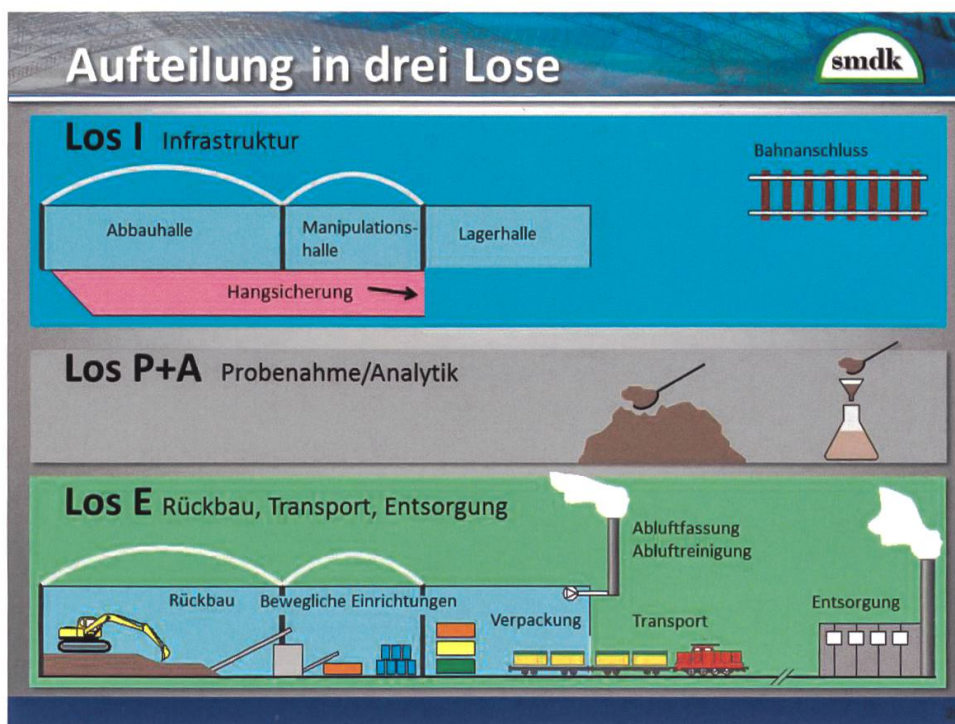 Aufteilung in drei Lose
smdk
Los I Infrastruktur
Bahnanschluss
Abbauhalle
Manipulations-
halle
Lagerhalle
Hangsicherung
Los P+A Probenahme/Analytik
Los E Rückbau, Transport, Entsorgung
Abluftfassung
Abluftreinigung
Rückbau
Bewegliche Einrichtungen
Verpackung
Transport
Entsorgung